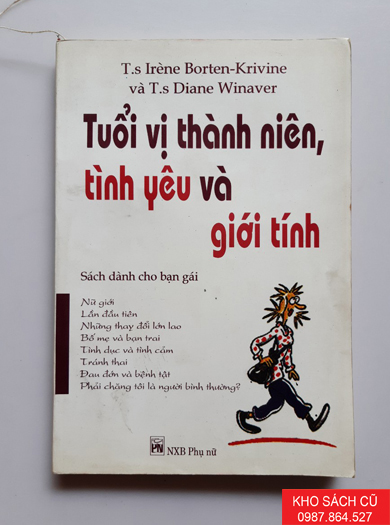 T.s Irène Borten-Krivine
và T.s Diane Winaver
Tuổi vị thành niên,
tình yêu và
giới tính
Sách dành cho bạn gái
Nữ giới
Lần đầu tiên
Những thay đổi lớn lao
Bố mẹ và bạn trai
Tình dục và tình cảm
Tránh thai
Đau đớn và bệnh tật
Phải chăng tôi là người bình thường?
PN
NXB Phụ nữ
KHO SÁCH CŨ
0987.864.527